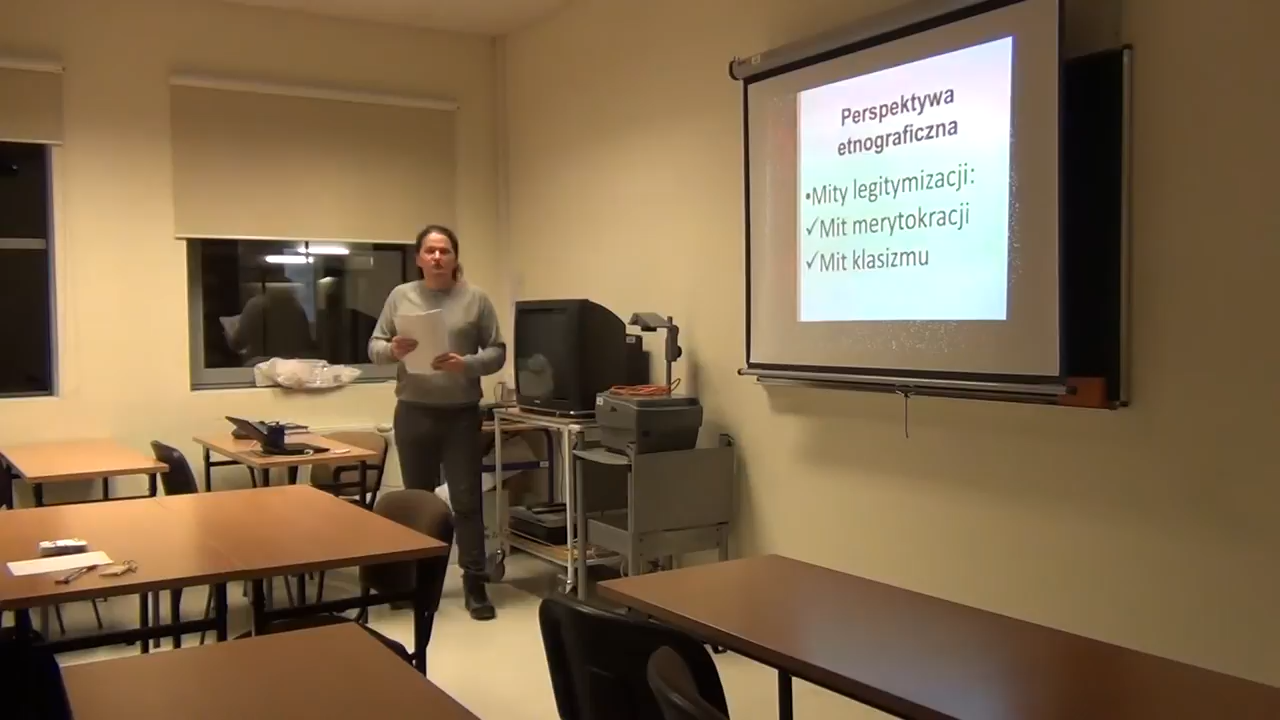 Perspektywa
etnograficzna
•Mity legitymizacji:
✓Mit merytokracji
✓Mit klasizmu